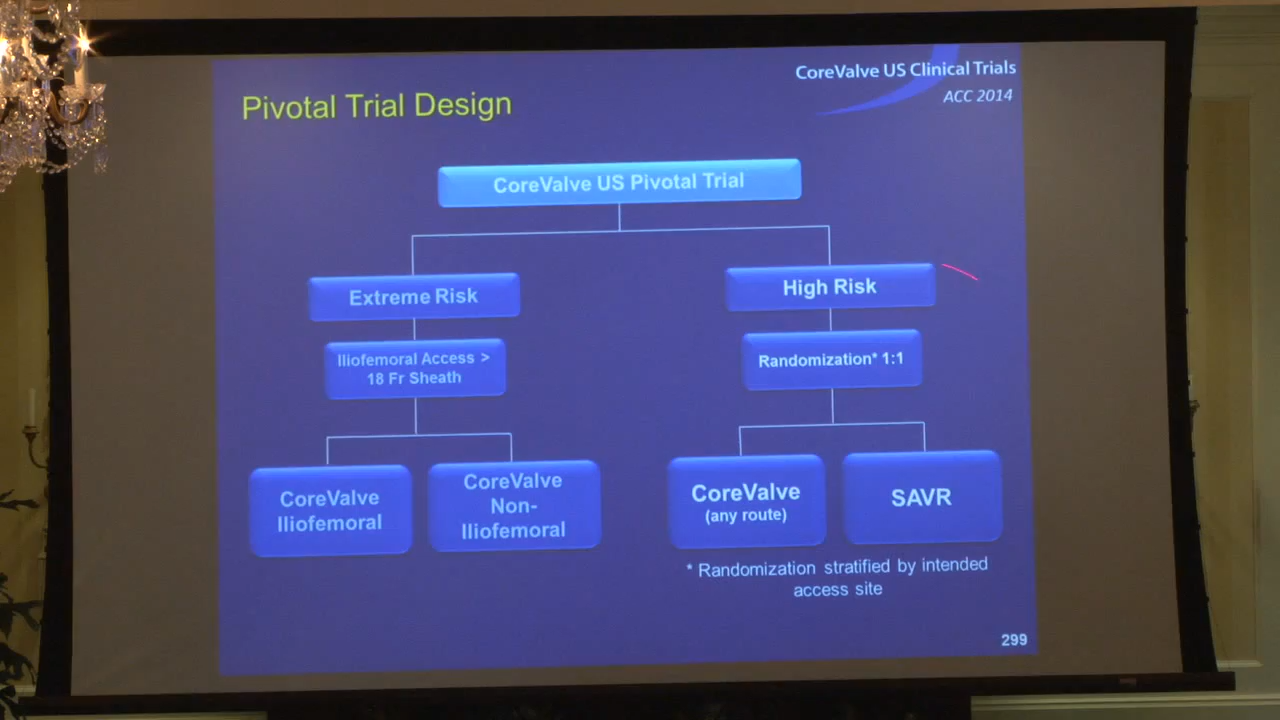 CoreValve US Clinical Trials
ACC 2014
Pivotal Trial Design
CoreValve US Pivotal Trial
Extreme Risk
High Risk
Iliofemoral Access >
18 Fr Sheath
Randomization* 1:1
CoreValve
Iliofemoral
CoreValve
Non-
Iliofemoral
CoreValve
(any route)
SAVR
* Randomization stratified by intended
access site
299